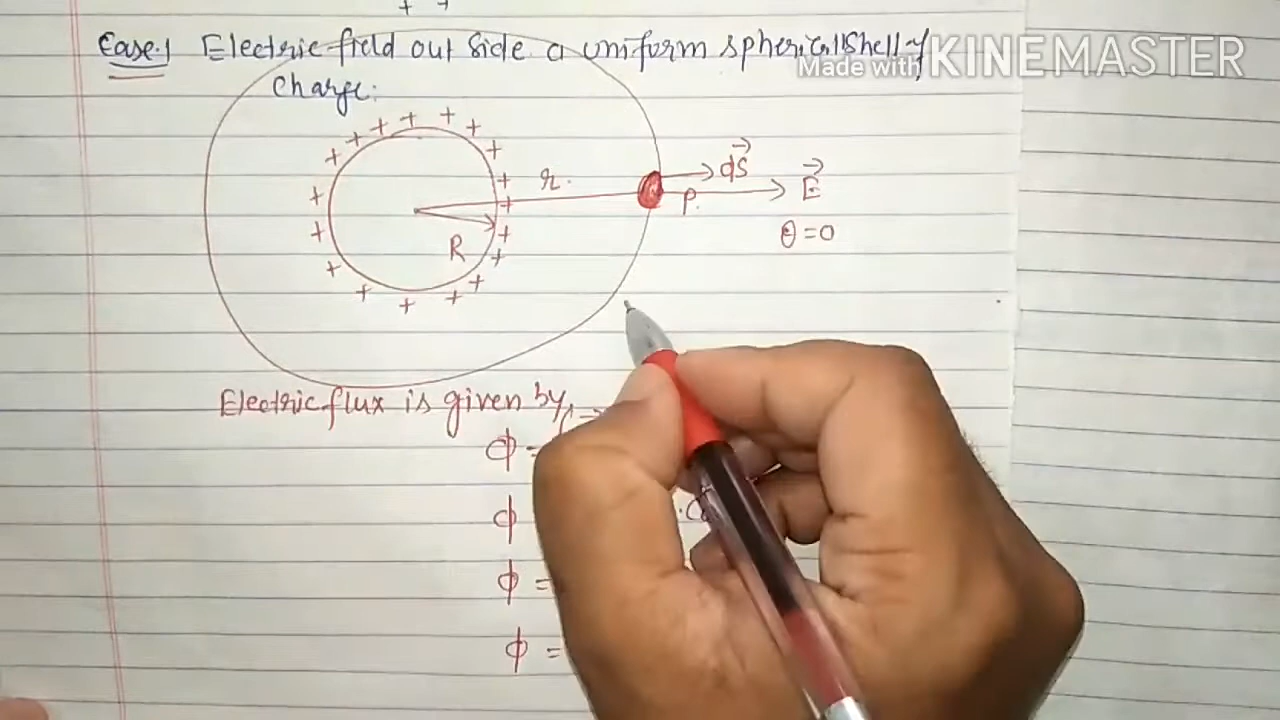 Case.1 Electric field out side a uniform spherical shell of
Made with KINEMASTER
Charge:
+ + + + + + + + + + + + + + + + + + + +
r.
R
dS
P.
E
θ=0
Electric flux is given by,
φ =
φ
φ =
φ =